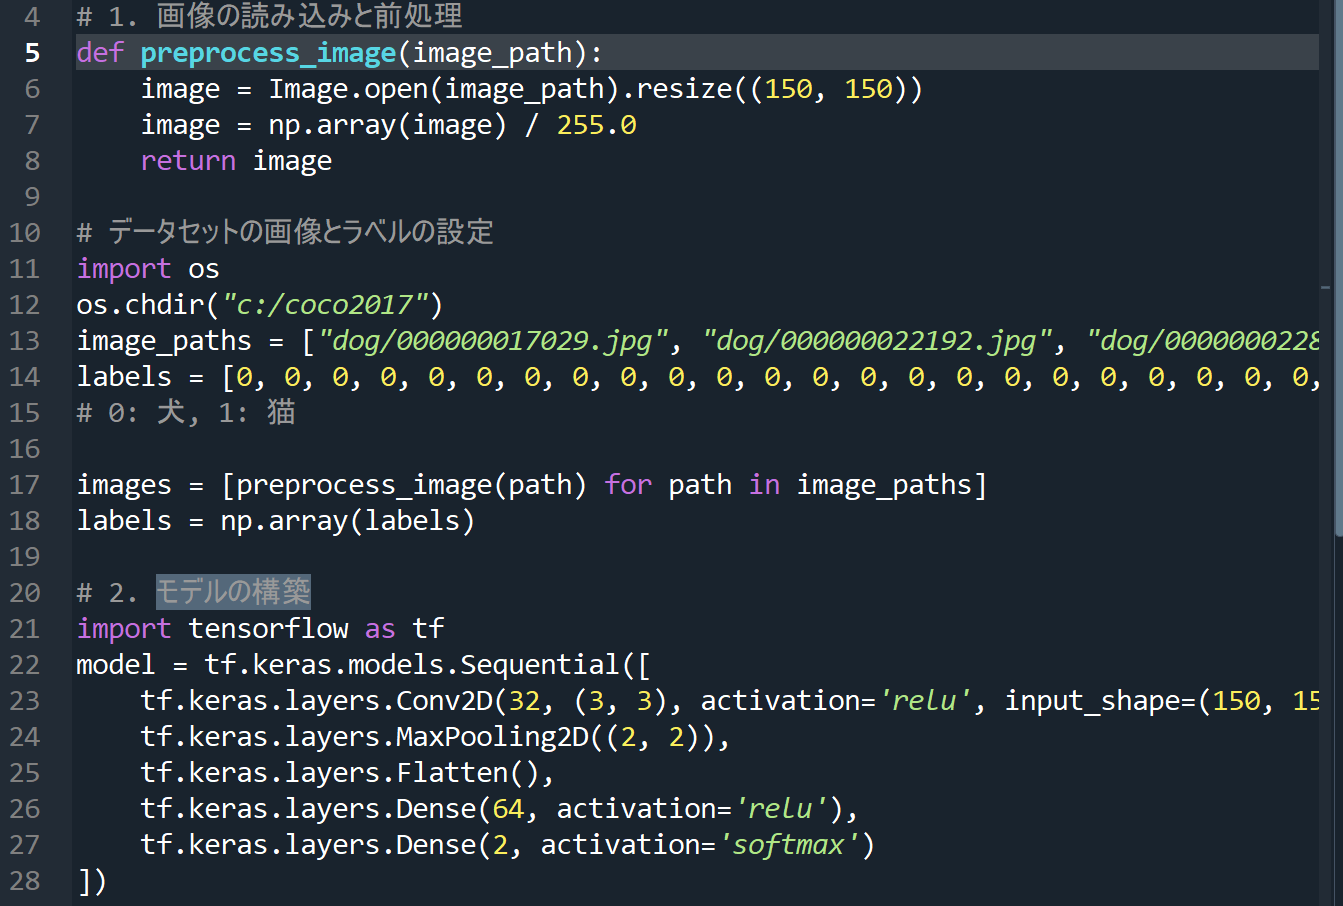 4 # 1. 画像の読み込みと前処理
5 def preprocess_image(image_path):
6     image = Image.open(image_path).resize((150, 150))
7     image = np.array(image) / 255.0
8     return image
9
10 # データセットの画像とラベルの設定
11 import os
12 os.chdir("c:/coco2017")
13 image_paths = ["dog/000000017029.jpg", "dog/000000022192.jpg", "dog/0000000228
14 labels = [0, 0, 0, 0, 0, 0, 0, 0, 0, 0, 0, 0, 0, 0, 0, 0, 0, 0, 0, 0, 0, 0, 0,
15 # 0: 犬, 1: 猫
16
17 images = [preprocess_image(path) for path in image_paths]
18 labels = np.array(labels)
19
20 # 2. モデルの構築
21 import tensorflow as tf
22 model = tf.keras.models.Sequential([
23     tf.keras.layers.Conv2D(32, (3, 3), activation='relu', input_shape=(150, 15
24     tf.keras.layers.MaxPooling2D((2, 2)),
25     tf.keras.layers.Flatten(),
26     tf.keras.layers.Dense(64, activation='relu'),
27     tf.keras.layers.Dense(2, activation='softmax')
28 ])